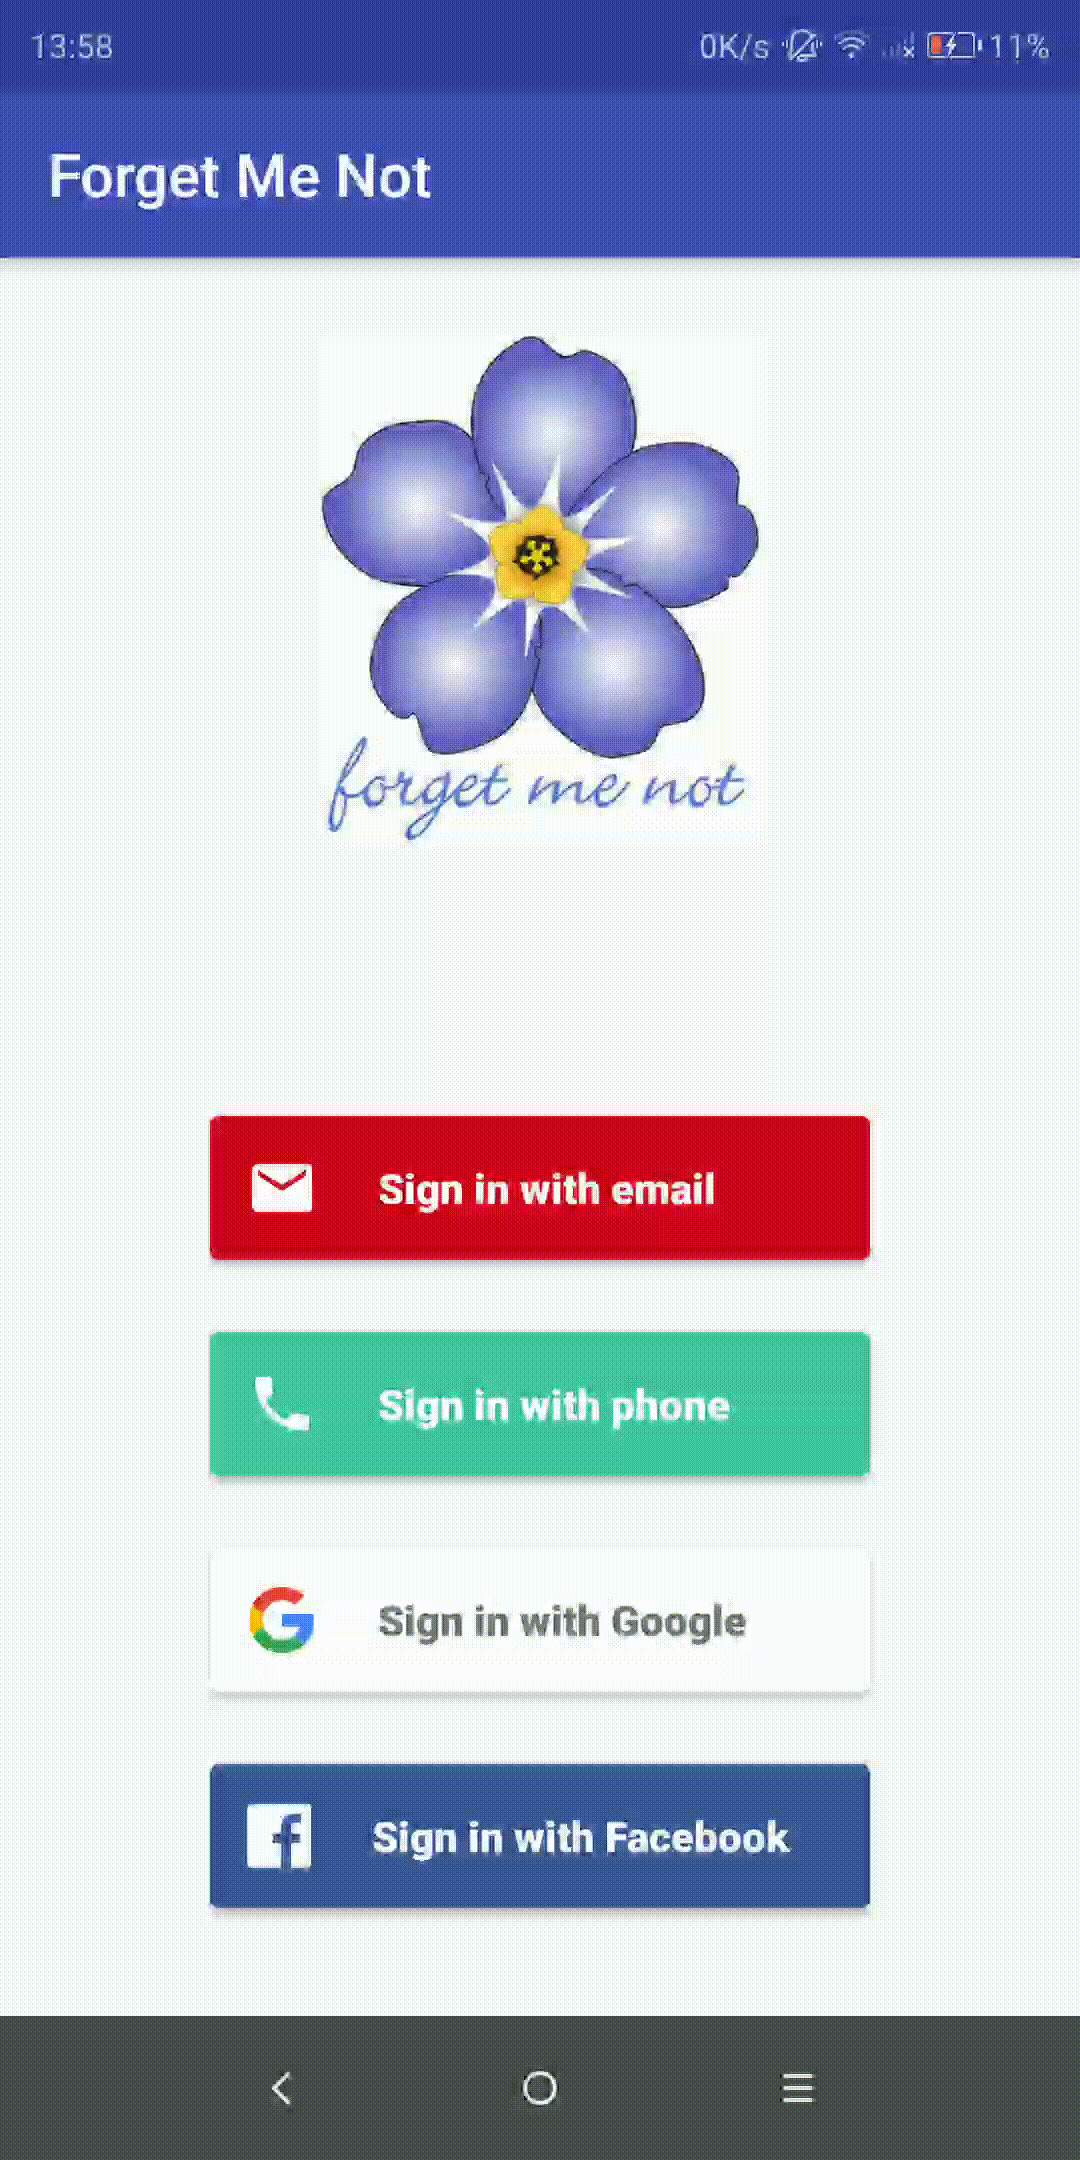 13:58 0K/s 11%
Forget Me Not
forget me not
Sign in with email
Sign in with phone
Sign in with Google
Sign in with Facebook